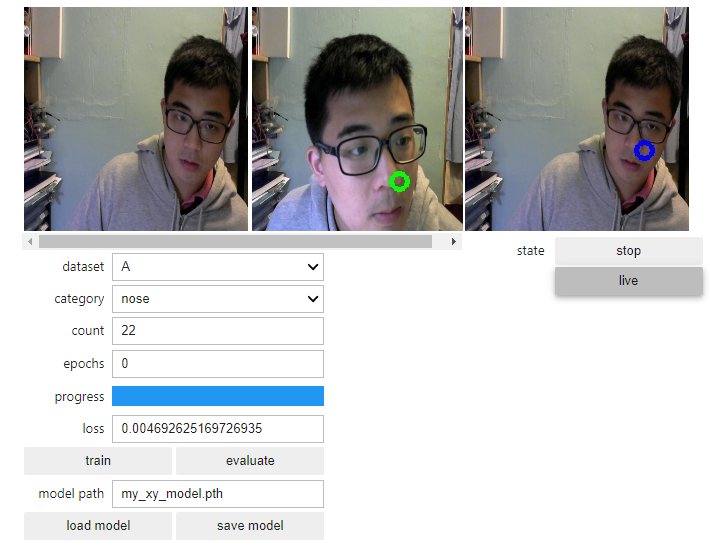 dataset A
category nose
count 22
epochs 0
progress
loss 0.004692625169726935
train evaluate
model path my_xy_model.pth
load model save model
state stop
live